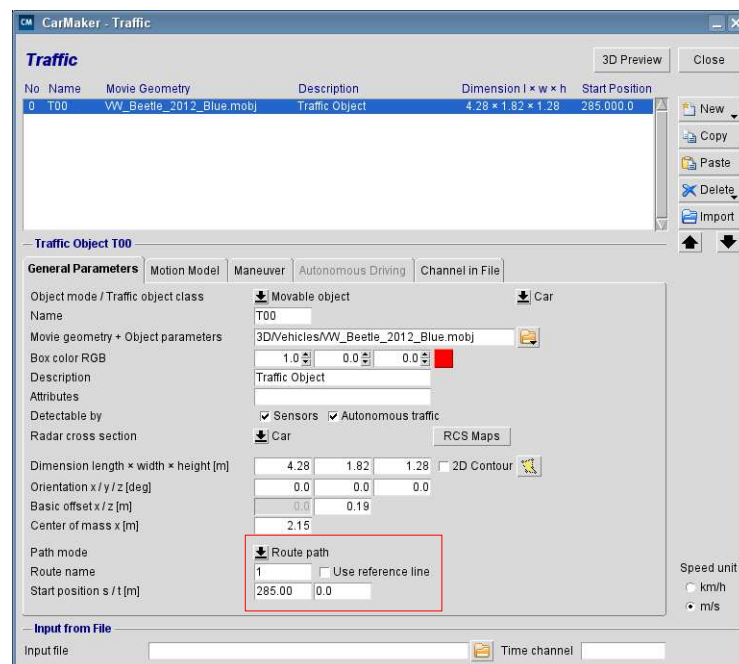 CM CarMaker - Traffic
Traffic
3D Preview
Close
No Name Movie Geometry Description Dimension l × w × h Start Position
0 T00 VW_Beetle_2012_Blue.mobj Traffic Object 4.28 × 1.82 × 1.28 285.000.0
New
Copy
Paste
Delete
Import
Traffic Object T00
General Parameters Motion Model Maneuver Autonomous Driving Channel in File
Object mode / Traffic object class Movable object Car
Name T00
Movie geometry + Object parameters 3D/Vehicles/VW_Beetle_2012_Blue.mobj
Box color RGB 1.0 0.0 0.0
Description Traffic Object
Attributes
Detectable by Sensors Autonomous traffic
Radar cross section Car RCS Maps
Dimension length × width × height [m] 4.28 1.82 1.28 2D Contour
Orientation x / y / z [deg] 0.0 0.0 0.0
Basic offset x / z [m] 0.0 0.19
Center of mass x [m] 2.15
Path mode Route path
Route name 1 Use reference line
Start position s / t [m] 285.00 0.0
Speed unit
km/h
m/s
Input from File
Input file Time channel